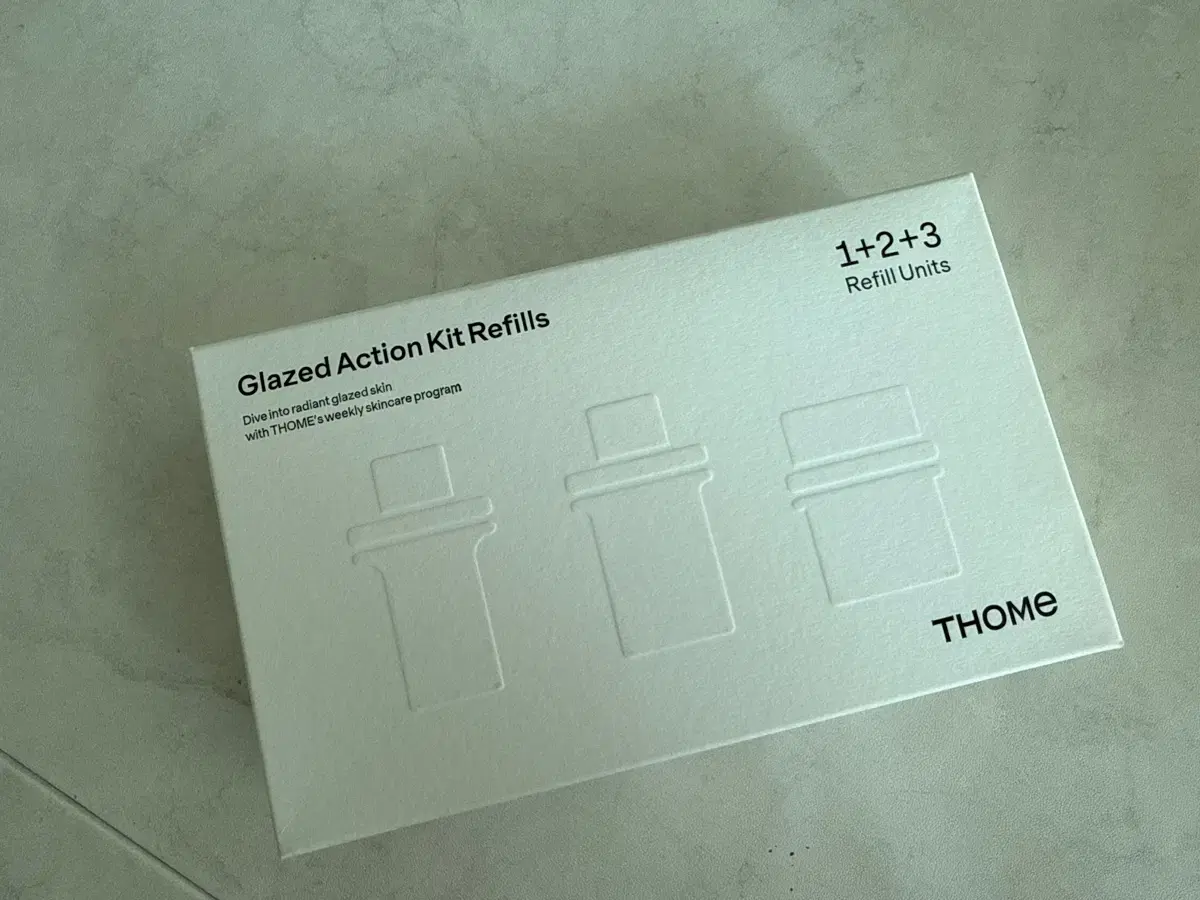 Glazed Action Kit Refills
Dive into radiant glazed skin
with THOME's weekly skincare program
1+2+3
Refill Units
THOMe